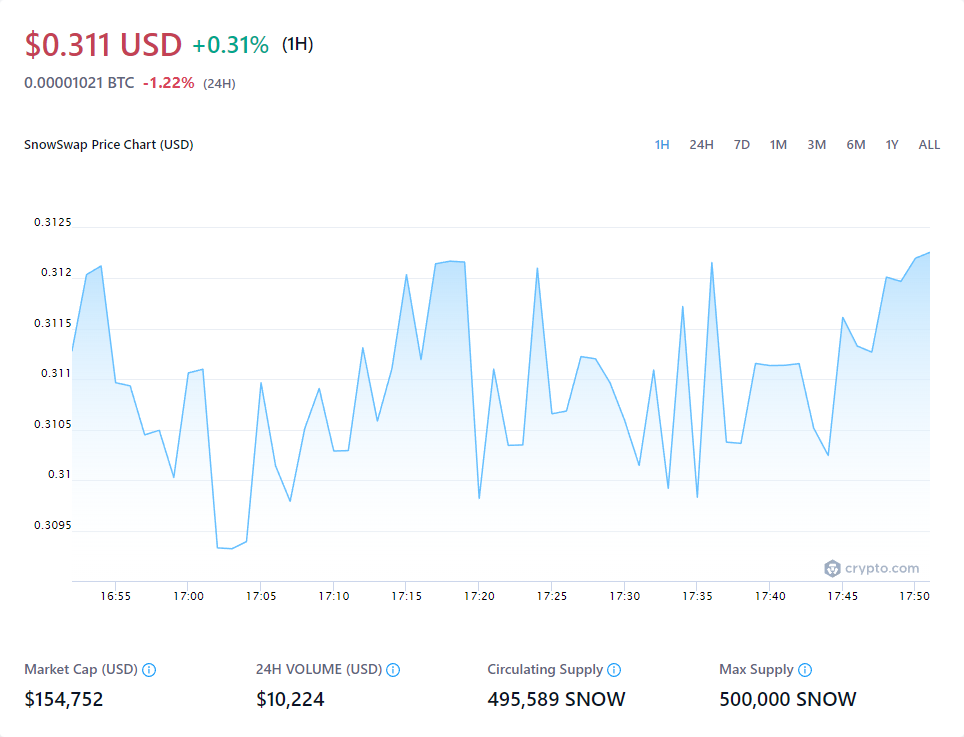 $0.311 USD +0.31% (1H)
0.00001021 BTC -1.22% (24H)
SnowSwap Price Chart (USD) 1H 24H 7D 1M 3M 6M 1Y ALL
0.3125
0.312
0.3115
0.311
0.3105
0.31
0.3095
crypto.com
16:55 17:00 17:05 17:10 17:15 17:20 17:25 17:30 17:35 17:40 17:45 17:50
Market Cap (USD) 24H VOLUME (USD) Circulating Supply Max Supply
$154,752 $10,224 495,589 SNOW 500,000 SNOW